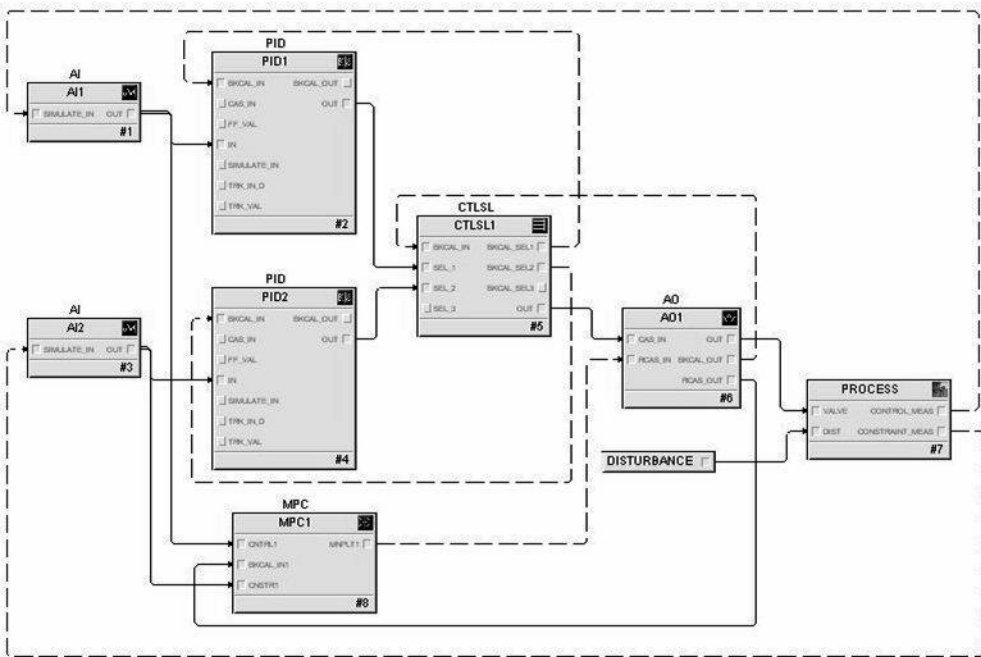 AI
AI1
SIMULATE_IN OUT
#1
PID
PID1
BKCAL_IN BKCAL_OUT
CAS_IN OUT
FF_VAL
IN
SIMULATE_IN
TRK_IN_D
TRK_VAL
#2
CTLSL
CTLSL1
BKCAL_IN BKCAL_SEL1
SEL_1 BKCAL_SEL2
SEL_2 BKCAL_SEL3
SEL_3 OUT
#5
AI
AI2
SIMULATE_IN OUT
#3
PID
PID2
BKCAL_IN BKCAL_OUT
CAS_IN OUT
FF_VAL
IN
SIMULATE_IN
TRK_IN_D
TRK_VAL
#4
AO
AO1
CAS_IN OUT
RCAS_IN BKCAL_OUT
RCAS_OUT
#6
PROCESS
VALVE CONTROL_MEAS
DIST CONSTRAINT_MEAS
#7
DISTURBANCE
MPC
MPC1
CNTRL1 MNPLT1
BKCAL_IN1
CNSTR1
#8